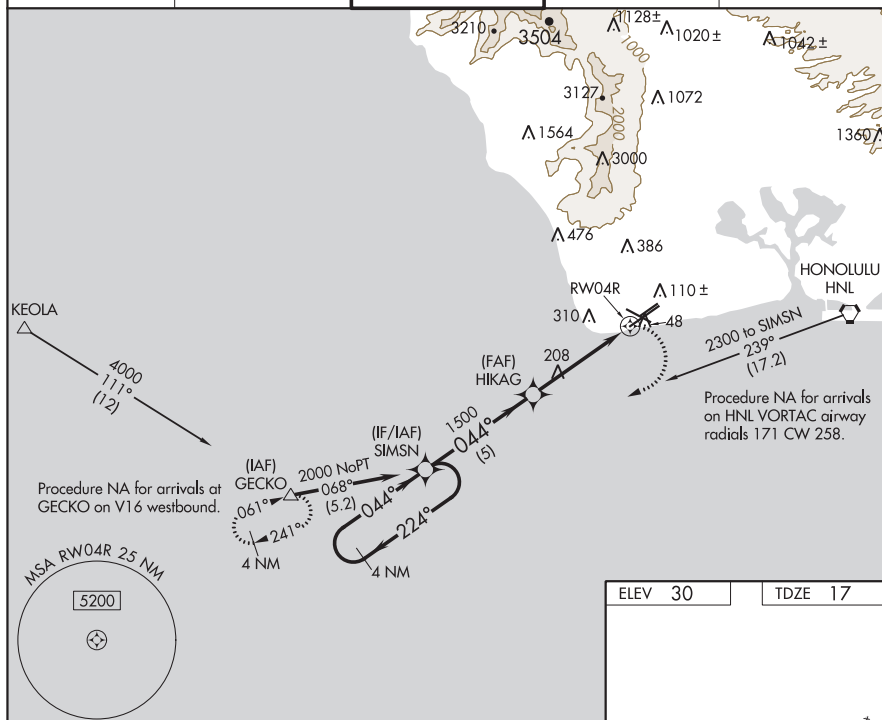 1128±
3210
3504
1020 ±
1042 ±
1000
3127
1072
2000
1564
1360
3000
476
386
HONOLULU
HNL
RW04R
110 ±
KEOLA
310
48
2300 to SIMSN
239°
(17.2)
4000
111°
(12)
(FAF)
HIKAG
208
Procedure NA for arrivals
on HNL VORTAC airway
radials 171 CW 258.
1500
044°
(5)
(IF/IAF)
SIMSN
(IAF)
GECKO
2000 NoPT
068°
(5.2)
Procedure NA for arrivals at
GECKO on V16 westbound.
061°
241°
4 NM
044°
224°
4 NM
MSA RW04R 25 NM
5200
ELEV 30
TDZE 17